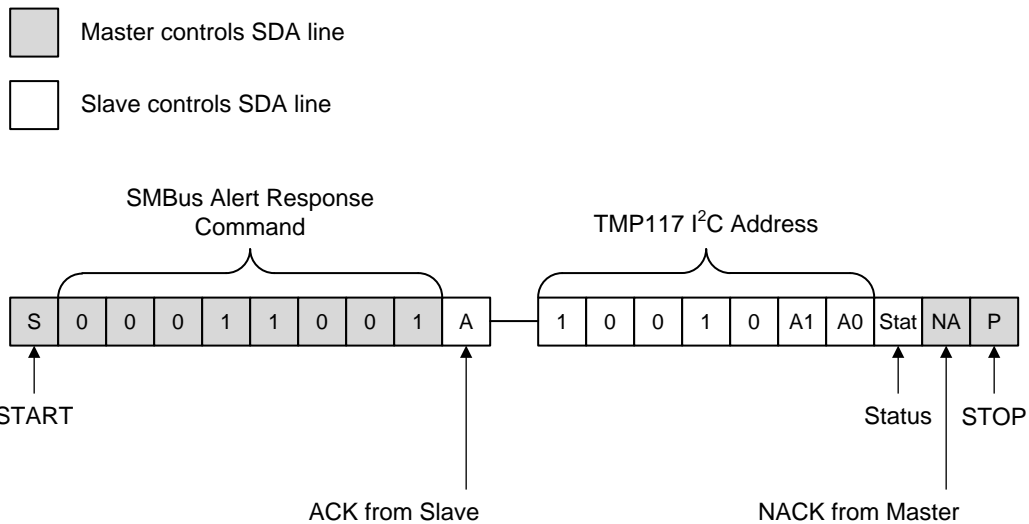 Master controls SDA line
Slave controls SDA line
SMBus Alert Response
Command
TMP117 I²C Address
S 0 0 0 1 1 0 0 1 A 1 0 0 1 0 A1 A0 Stat NA P
START
Status
STOP
ACK from Slave
NACK from Master